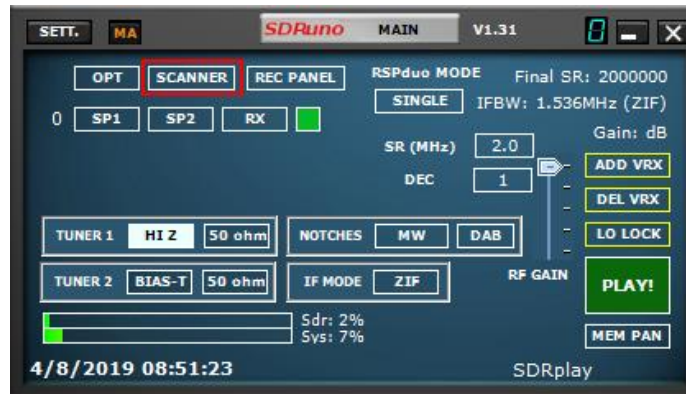 SETT. MA SDRuno MAIN V1.31 8
OPT SCANNER REC PANEL RSPduo MODE Final SR: 2000000
SINGLE IFBW: 1.536MHz (ZIF)
0 SP1 SP2 RX
Gain: dB
SR (MHz) 2.0
ADD VRX
DEC 1
DEL VRX
TUNER 1 HI Z 50 ohm NOTCHES MW DAB LO LOCK
TUNER 2 BIAS-T 50 ohm IF MODE ZIF RF GAIN PLAY!
Sdr: 2%
Sys: 7%
MEM PAN
4/8/2019 08:51:23 SDRplay